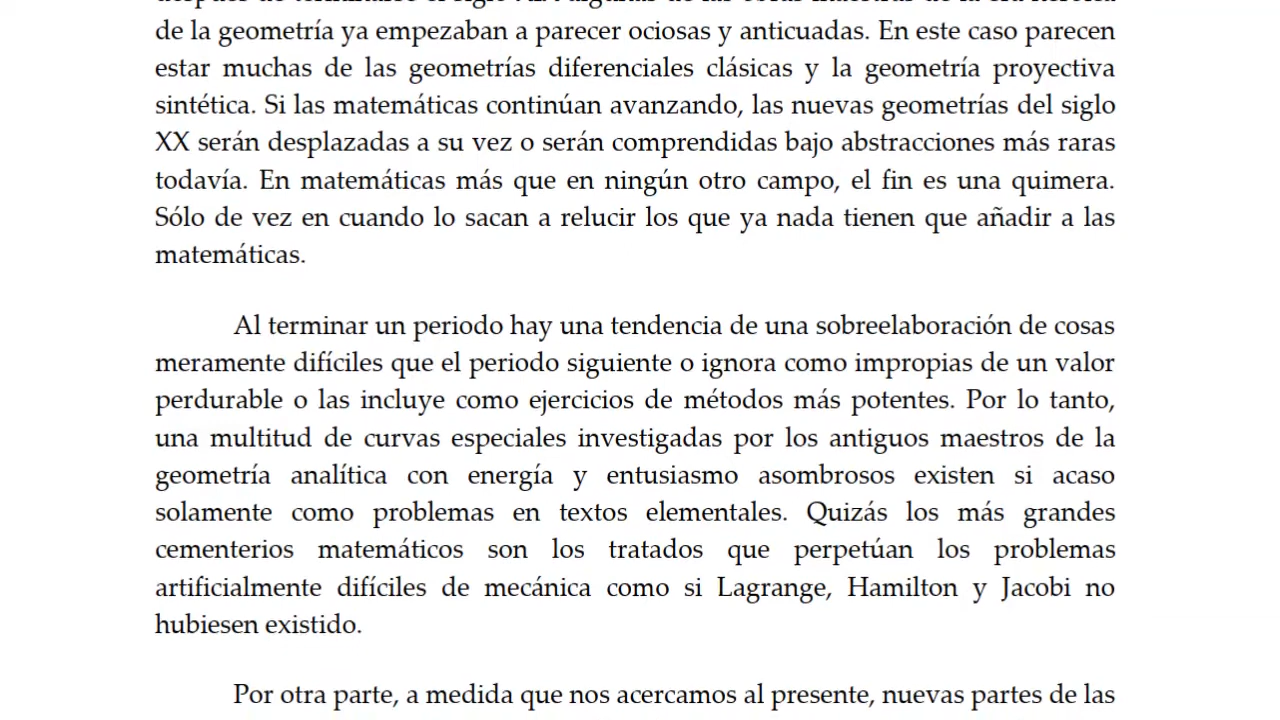 de la geometría ya empezaban a parecer ociosas y anticuadas. En este caso parecen
estar muchas de las geometrías diferenciales clásicas y la geometría proyectiva
sintética. Si las matemáticas continúan avanzando, las nuevas geometrías del siglo
XX serán desplazadas a su vez o serán comprendidas bajo abstracciones más raras
todavía. En matemáticas más que en ningún otro campo, el fin es una quimera.
Sólo de vez en cuando lo sacan a relucir los que ya nada tienen que añadir a las
matemáticas.
Al terminar un periodo hay una tendencia de una sobreelaboración de cosas
meramente difíciles que el periodo siguiente o ignora como impropias de un valor
perdurable o las incluye como ejercicios de métodos más potentes. Por lo tanto,
una multitud de curvas especiales investigadas por los antiguos maestros de la
geometría analítica con energía y entusiasmo asombrosos existen si acaso
solamente como problemas en textos elementales. Quizás los más grandes
cementerios matemáticos son los tratados que perpetúan los problemas
artificialmente difíciles de mecánica como si Lagrange, Hamilton y Jacobi no
hubiesen existido.
Por otra parte, a medida que nos acercamos al presente, nuevas partes de las